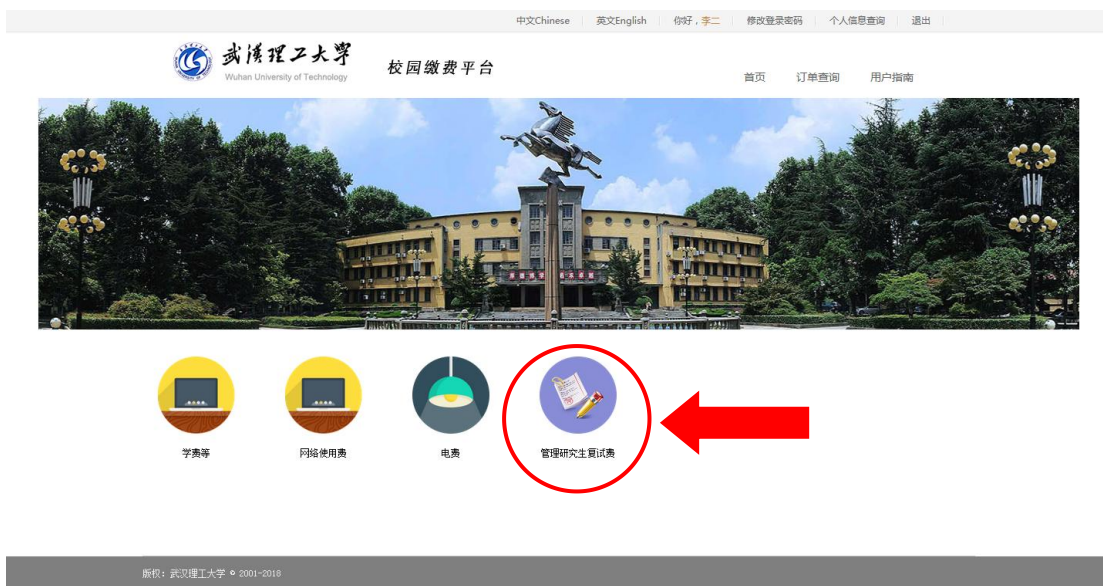 中文Chinese 英文English 你好，李二 修改登录密码 个人信息查询 退出
武汉理工大学
Wuhan University of Technology
校园缴费平台
首页 订单查询 用户指南
学费等 网络使用费 电费 管理研究生复试费
版权：武汉理工大学 © 2001-2018